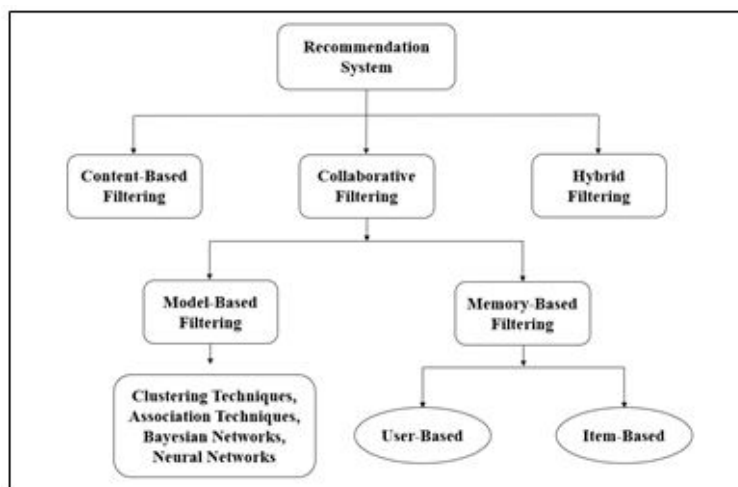 Recommendation
System
Content-Based
Filtering
Collaborative
Filtering
Hybrid
Filtering
Model-Based
Filtering
Memory-Based
Filtering
Clustering Techniques,
Association Techniques,
Bayesian Networks,
Neural Networks
User-Based
Item-Based